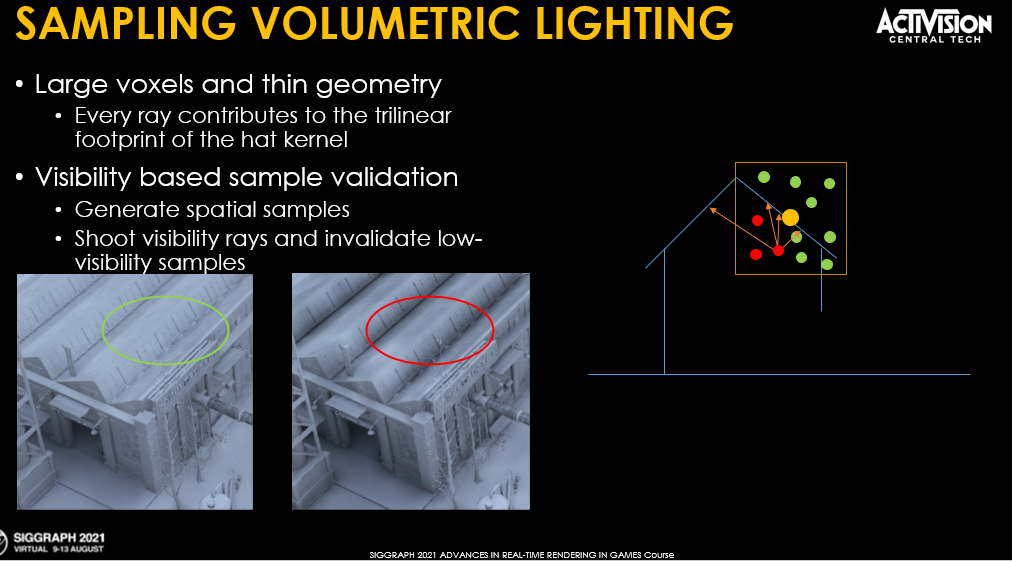 SAMPLING VOLUMETRIC LIGHTING
ACTIVISION
CENTRAL TECH
• Large voxels and thin geometry
• Every ray contributes to the trilinear
footprint of the hat kernel
• Visibility based sample validation
• Generate spatial samples
• Shoot visibility rays and invalidate low-
visibility samples
SIGGRAPH 2021
VIRTUAL 9-13 AUGUST
SIGGRAPH 2021 ADVANCES IN REAL-TIME RENDERING IN GAMES Course